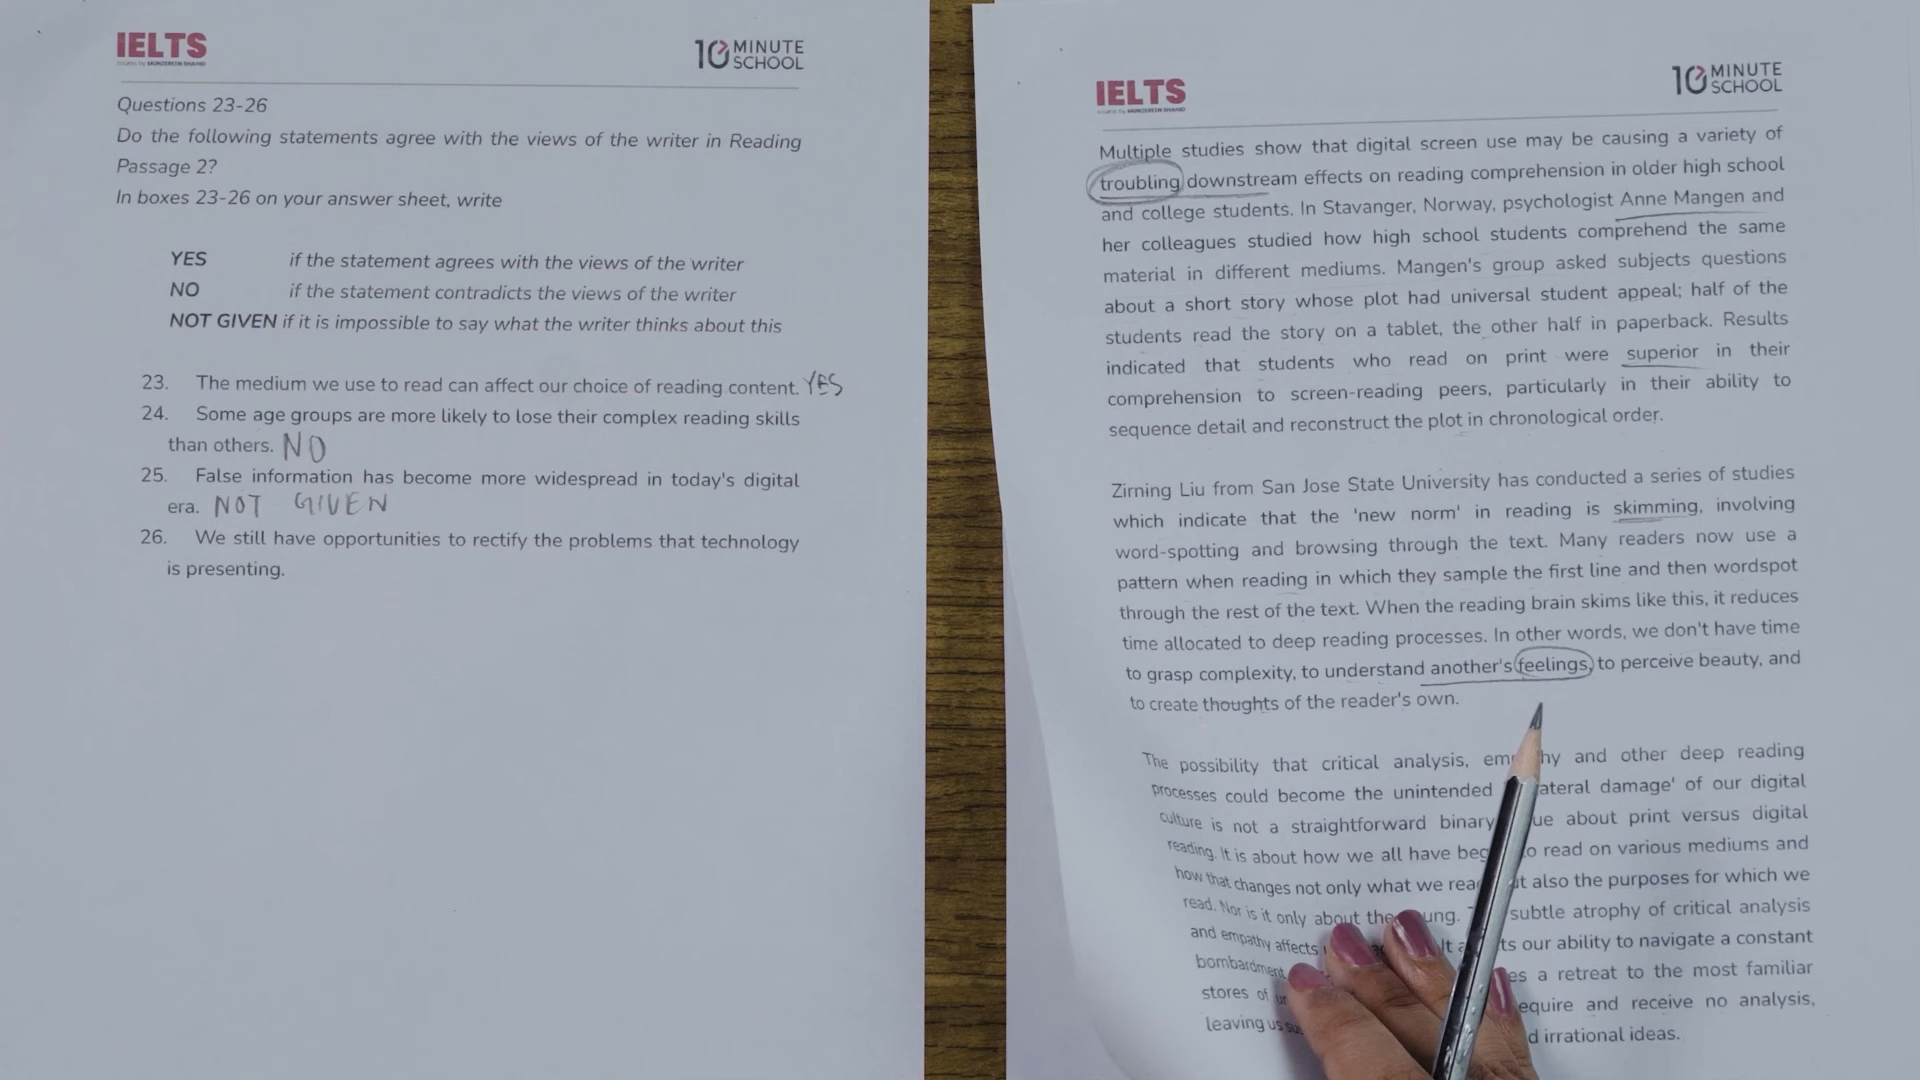 IELTS
course by MUNZEREEN SHAHID
10 MINUTE
SCHOOL
Questions 23-26
Do the following statements agree with the views of the writer in Reading
Passage 2?
In boxes 23-26 on your answer sheet, write
YES if the statement agrees with the views of the writer
NO if the statement contradicts the views of the writer
NOT GIVEN if it is impossible to say what the writer thinks about this
23. The medium we use to read can affect our choice of reading content. YES
24. Some age groups are more likely to lose their complex reading skills
than others. NO
25. False information has become more widespread in today's digital
era. NOT GIVEN
26. We still have opportunities to rectify the problems that technology
is presenting.
IELTS
course by MUNZEREEN SHAHID
10 MINUTE
SCHOOL
Multiple studies show that digital screen use may be causing a variety of
troubling downstream effects on reading comprehension in older high school
and college students. In Stavanger, Norway, psychologist Anne Mangen and
her colleagues studied how high school students comprehend the same
material in different mediums. Mangen's group asked subjects questions
about a short story whose plot had universal student appeal; half of the
students read the story on a tablet, the other half in paperback. Results
indicated that students who read on print were superior in their
comprehension to screen-reading peers, particularly in their ability to
sequence detail and reconstruct the plot in chronological order.
Zirning Liu from San Jose State University has conducted a series of studies
which indicate that the 'new norm' in reading is skimming, involving
word-spotting and browsing through the text. Many readers now use a
pattern when reading in which they sample the first line and then wordspot
through the rest of the text. When the reading brain skims like this, it reduces
time allocated to deep reading processes. In other words, we don't have time
to grasp complexity, to understand another's feelings, to perceive beauty, and
to create thoughts of the reader's own.
The possibility that critical analysis, and other deep reading
processes could become the unintended damage' of our digital
culture is not a straightforward binary about print versus digital
reading. It is about how we all have to read on various mediums and
how that changes not only what we also the purposes for which we
read. Nor is it only about the subtle atrophy of critical analysis
and empathy affects our ability to navigate a constant
bombardment a retreat to the most familiar
stores of and receive no analysis,
leaving us irrational ideas.